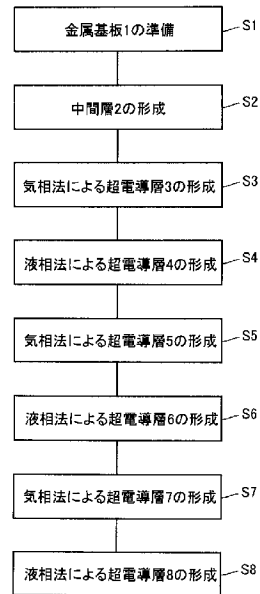 金属基板1の準備 S1
中間層2の形成 S2
気相法による超電導層3の形成 S3
液相法による超電導層4の形成 S4
気相法による超電導層5の形成 S5
液相法による超電導層6の形成 S6
気相法による超電導層7の形成 S7
液相法による超電導層8の形成 S8